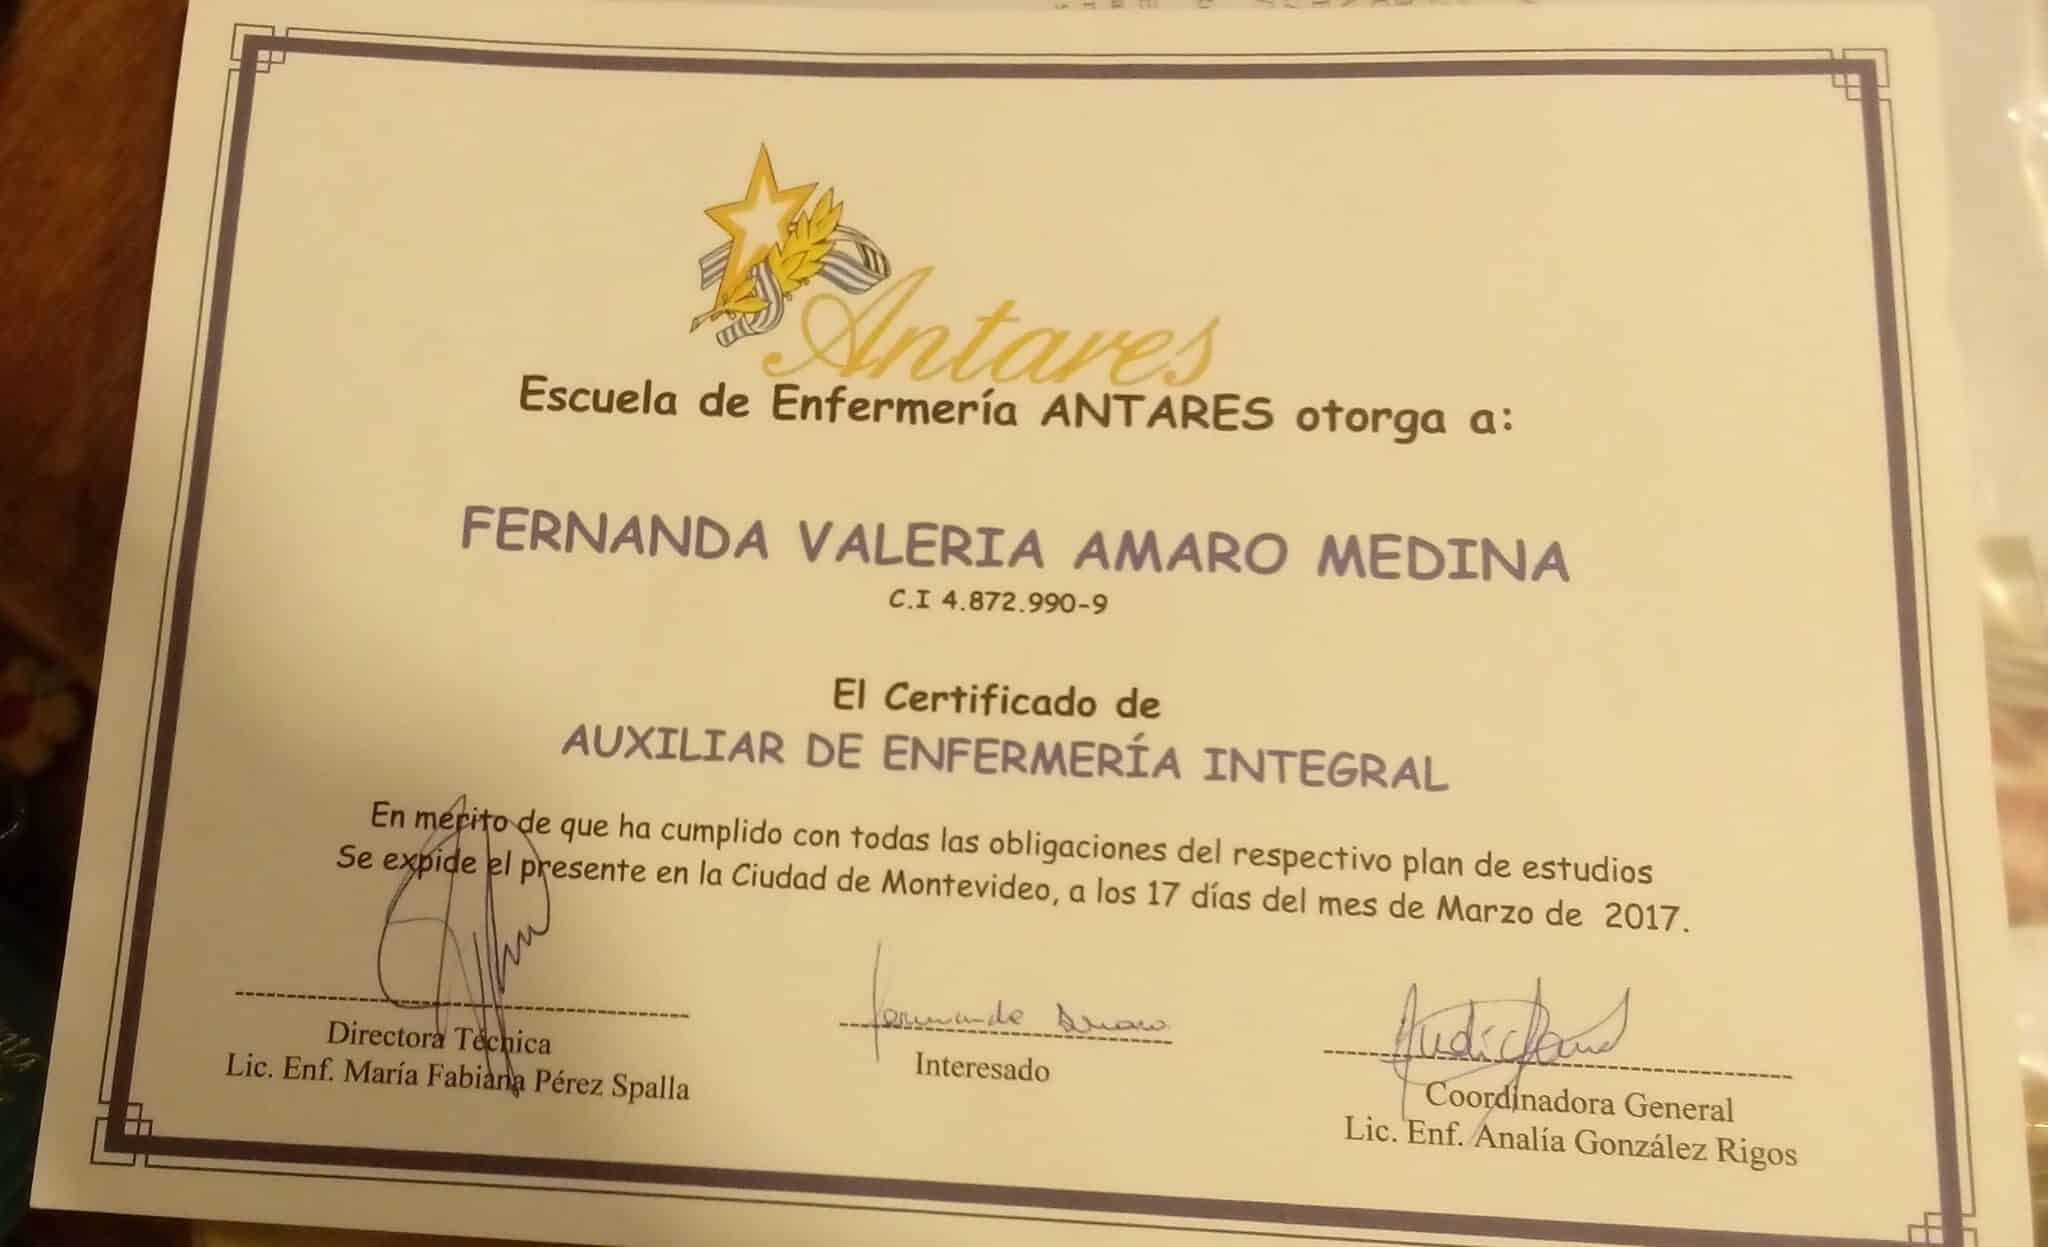 Antares
Escuela de Enfermería ANTARES otorga a:
FERNANDA VALERIA AMARO MEDINA
C.I 4.872.990-9
El Certificado de
AUXILIAR DE ENFERMERÍA INTEGRAL
En mérito de que ha cumplido con todas las obligaciones del respectivo plan de estudios
Se expide el presente en la Ciudad de Montevideo, a los 17 días del mes de Marzo de 2017.
Fernanda Amaro
Directora Técnica
Lic. Enf. María Fabiana Pérez Spalla
Interesado
Coordinadora General
Lic. Enf. Analía González Rigos